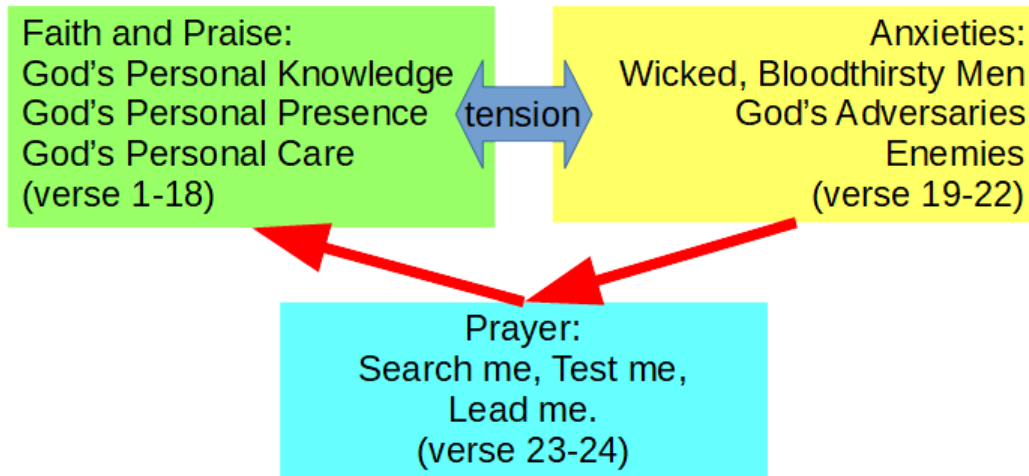 Faith and Praise:
God’s Personal Knowledge
God’s Personal Presence
God’s Personal Care
(verse 1-18)
tension
Anxieties:
Wicked, Bloodthirsty Men
God’s Adversaries
Enemies
(verse 19-22)
Prayer:
Search me, Test me,
Lead me.
(verse 23-24)